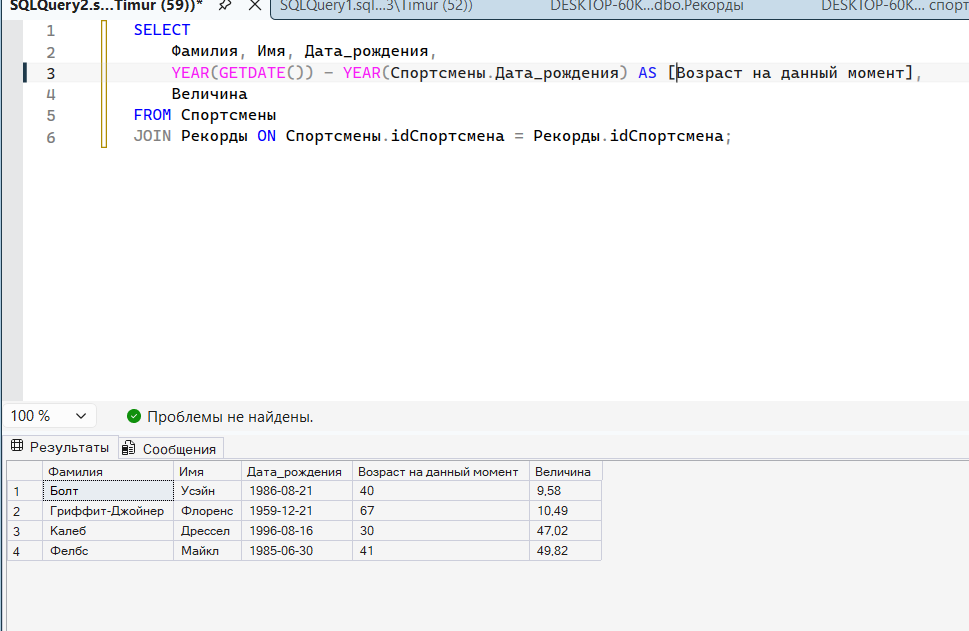 SQLQuery2.s...Timur (59))* SQLQuery1.sql...3\Timur (52)) DESKTOP-60K...dbo.Рекорды DESKTOP-60K... спорт
1 SELECT
2 Фамилия, Имя, Дата_рождения,
3 YEAR(GETDATE()) - YEAR(Спортсмены.Дата_рождения) AS [Возраст на данный момент],
4 Величина
5 FROM Спортсмены
6 JOIN Рекорды ON Спортсмены.idСпортсмена = Рекорды.idСпортсмена;
100 % Проблемы не найдены.
Результаты Сообщения
Фамилия Имя Дата_рождения Возраст на данный момент Величина
1 Болт Усэйн 1986-08-21 40 9,58
2 Гриффит-Джойнер Флоренс 1959-12-21 67 10,49
3 Калеб Дрессел 1996-08-16 30 47,02
4 Фелбс Майкл 1985-06-30 41 49,82